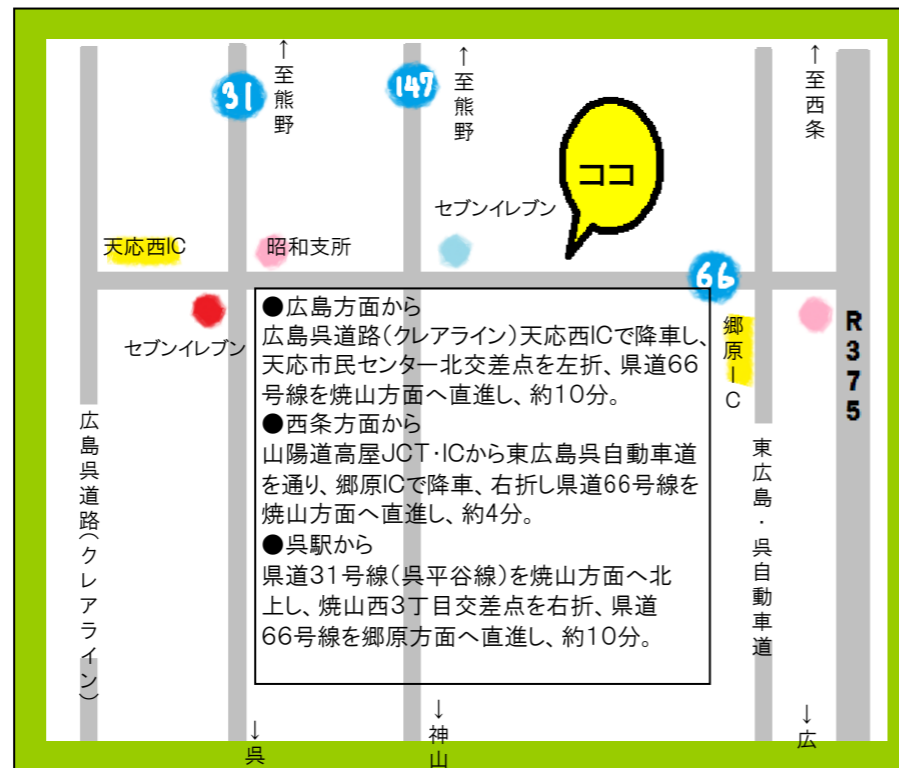 ↑至熊野
↑至熊野
↑至西条
31
147
ココ
セブンイレブン
天応西IC
昭和支所
66
セブンイレブン
郷原IC
R375
●広島方面から
広島呉道路(クレアライン)天応西ICで降車し、
天応市民センター北交差点を左折、県道66
号線を焼山方面へ直進し、約10分。
●西条方面から
山陽道高屋JCT・ICから東広島呉自動車道
を通り、郷原ICで降車、右折し県道66号線を
焼山方面へ直進し、約4分。
●呉駅から
県道31号線(呉平谷線)を焼山方面へ北
上し、焼山西3丁目交差点を右折、県道
66号線を郷原方面へ直進し、約10分。
広島呉道路(クレアライン)
東広島・呉自動車道
↓呉
↓神山
↓広